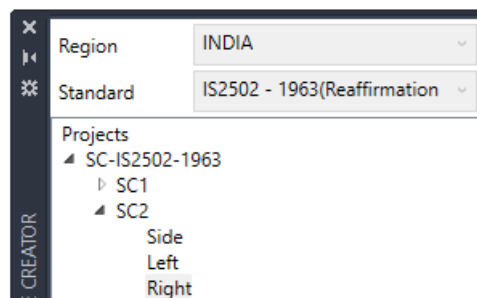 Region INDIA
Standard IS2502 - 1963(Reaffirmation
Projects
SC-IS2502-1963
SC1
SC2
Side
Left
Right
CREATOR